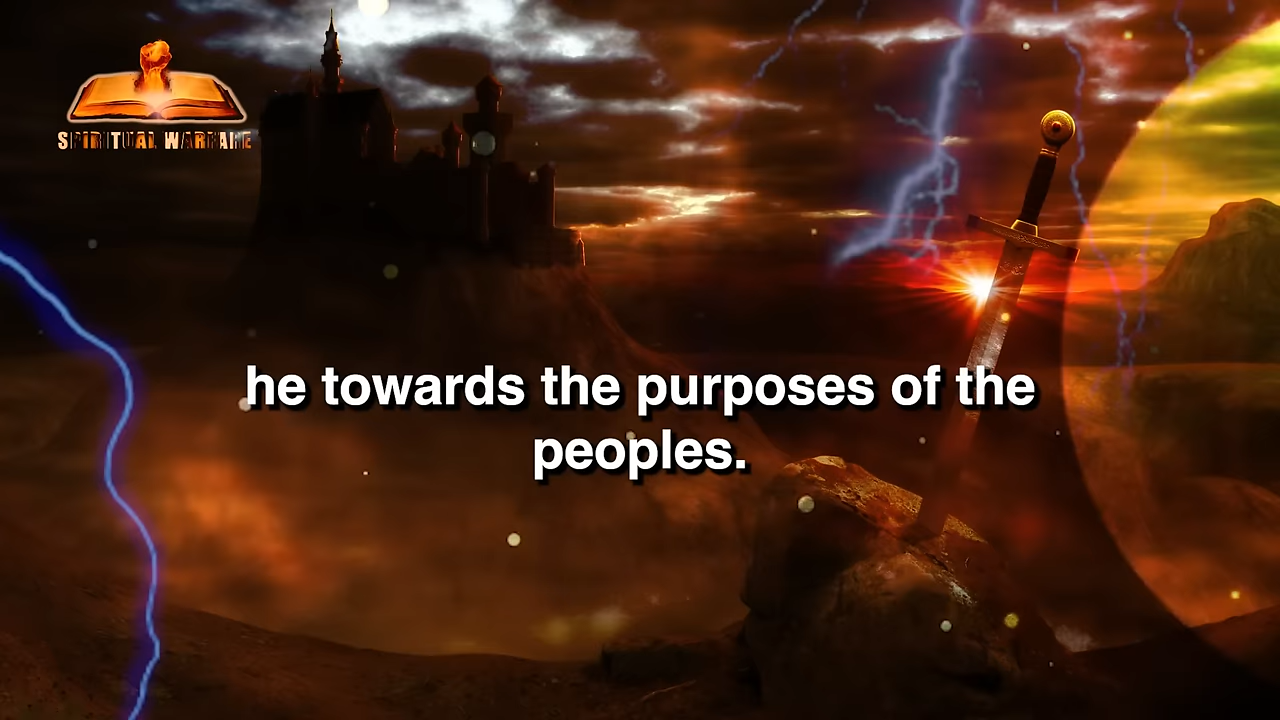 SPIRITUAL WARFARE
he towards the purposes of the
peoples.